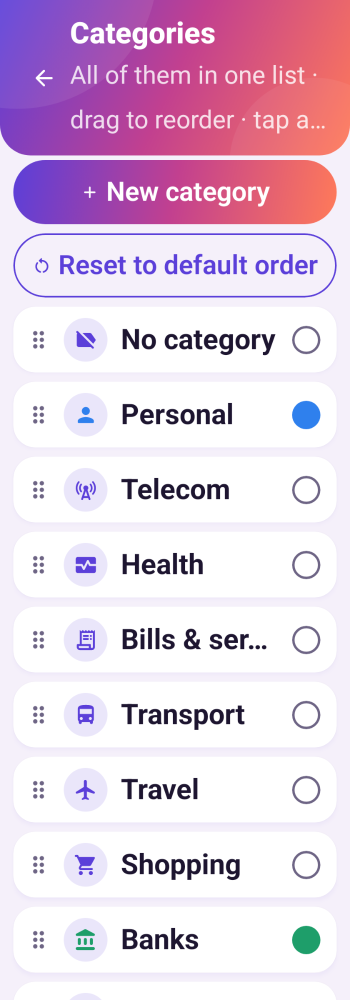 Categories
All of them in one list ·
drag to reorder · tap a…
+ New category
Reset to default order
No category
Personal
Telecom
Health
Bills & ser…
Transport
Travel
Shopping
Banks